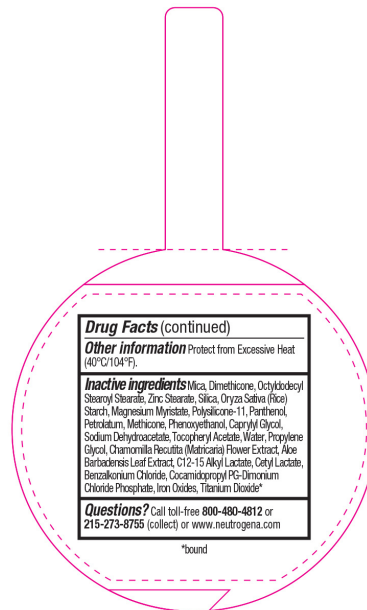 Drug Facts (continued)
Other information Protect from Excessive Heat
(40°C/104°F).
Inactive ingredients Mica, Dimethicone, Octyldodecyl
Stearoyl Stearate, Zinc Stearate, Silica, Oryza Sativa (Rice)
Starch, Magnesium Myristate, Polysilicone-11, Panthenol,
Petrolatum, Methicone, Phenoxyethanol, Caprylyl Glycol,
Sodium Dehydroacetate, Tocopheryl Acetate, Water, Propylene
Glycol, Chamomilla Recutita (Matricaria) Flower Extract, Aloe
Barbadensis Leaf Extract, C12-15 Alkyl Lactate, Cetyl Lactate,
Benzalkonium Chloride, Cocamidopropyl PG-Dimonium
Chloride Phosphate, Iron Oxides, Titanium Dioxide*
Questions? Call toll-free 800-480-4812 or
215-273-8755 (collect) or www.neutrogena.com
*bound